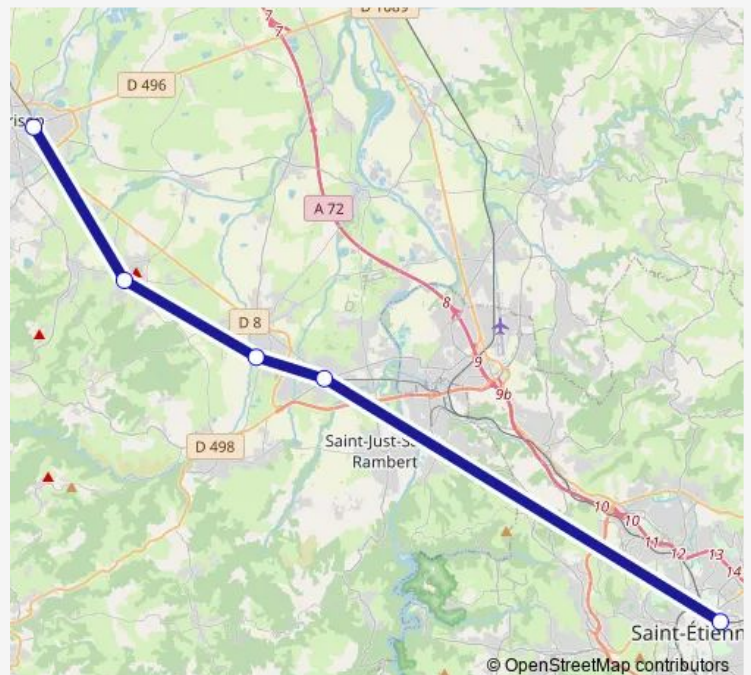 7
7
D 1089
D 496
rison
A 72
8
D 8
9
9b
D 498
Saint-Just-S
Rambert
10
10
11
12
13
14
Saint-Étienn
© OpenStreetMap contributors